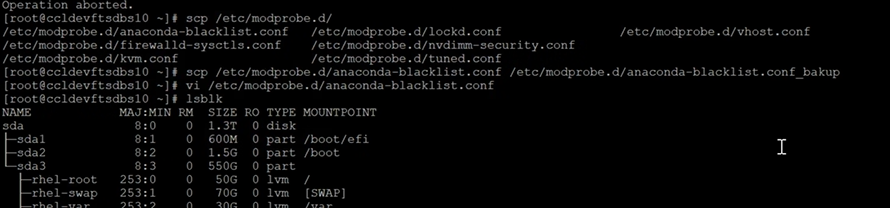 Operation aborted.
[root@ccldevftsdbs10 ~]# scp /etc/modprobe.d/
/etc/modprobe.d/anaconda-blacklist.conf /etc/modprobe.d/lockd.conf /etc/modprobe.d/vhost.conf
/etc/modprobe.d/firewalld-sysctls.conf /etc/modprobe.d/nvdimm-security.conf
/etc/modprobe.d/kvm.conf /etc/modprobe.d/tuned.conf
[root@ccldevftsdbs10 ~]# scp /etc/modprobe.d/anaconda-blacklist.conf /etc/modprobe.d/anaconda-blacklist.conf_bakup
[root@ccldevftsdbs10 ~]# vi /etc/modprobe.d/anaconda-blacklist.conf
[root@ccldevftsdbs10 ~]# lsblk
NAME MAJ:MIN RM SIZE RO TYPE MOUNTPOINT
sda 8:0 0 1.3T 0 disk
├─sda1 8:1 0 600M 0 part /boot/efi
├─sda2 8:2 0 1.5G 0 part /boot
└─sda3 8:3 0 550G 0 part
├─rhel-root 253:0 0 50G 0 lvm /
├─rhel-swap 253:1 0 70G 0 lvm [SWAP]
├─rhel-var 253:2 0 30G 0 lvm /var